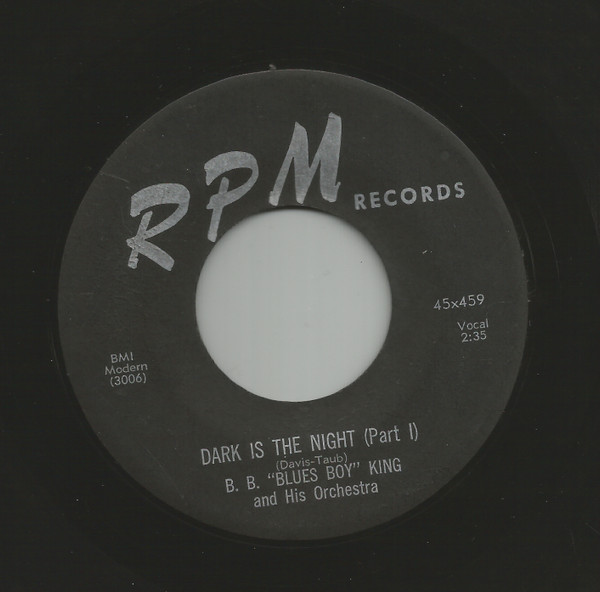 RPM RECORDS
45x459
Vocal
2:35
BMI
Modern
(3006)
DARK IS THE NIGHT (Part I)
(Davis-Taub)
B. B. "BLUES BOY" KING
and His Orchestra